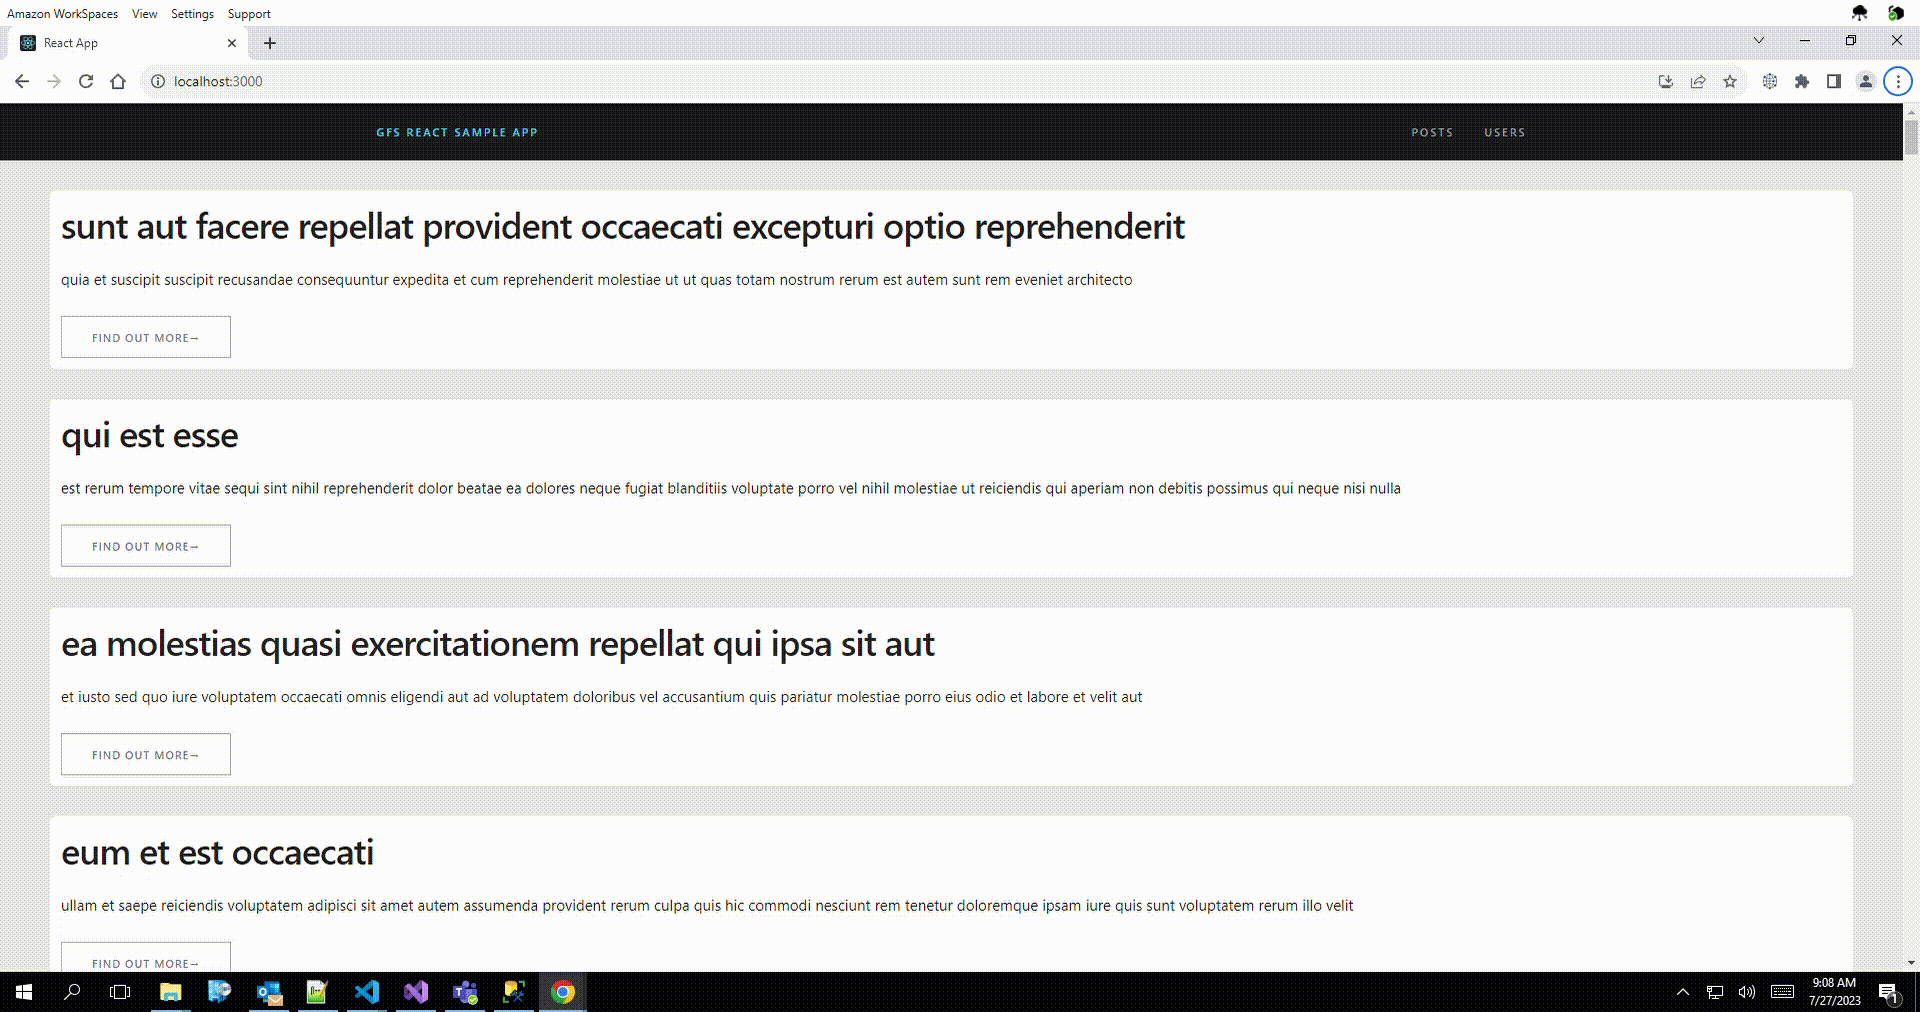 Amazon WorkSpaces View Settings Support
React App
localhost:3000
GFS REACT SAMPLE APP POSTS USERS
sunt aut facere repellat provident occaecati excepturi optio reprehenderit
quia et suscipit suscipit recusandae consequuntur expedita et cum reprehenderit molestiae ut ut quas totam nostrum rerum est autem sunt rem eveniet architecto
FIND OUT MORE→
qui est esse
est rerum tempore vitae sequi sint nihil reprehenderit dolor beatae ea dolores neque fugiat blanditiis voluptate porro vel nihil molestiae ut reiciendis qui aperiam non debitis possimus qui neque nisi nulla
FIND OUT MORE→
ea molestias quasi exercitationem repellat qui ipsa sit aut
et iusto sed quo iure voluptatem occaecati omnis eligendi aut ad voluptatem doloribus vel accusantium quis pariatur molestiae porro eius odio et labore et velit aut
FIND OUT MORE→
eum et est occaecati
ullam et saepe reiciendis voluptatem adipisci sit amet autem assumenda provident rerum culpa quis hic commodi nesciunt rem tenetur doloremque ipsam iure quis sunt voluptatem rerum illo velit
FIND OUT MORE→
9:08 AM
7/27/2023
1